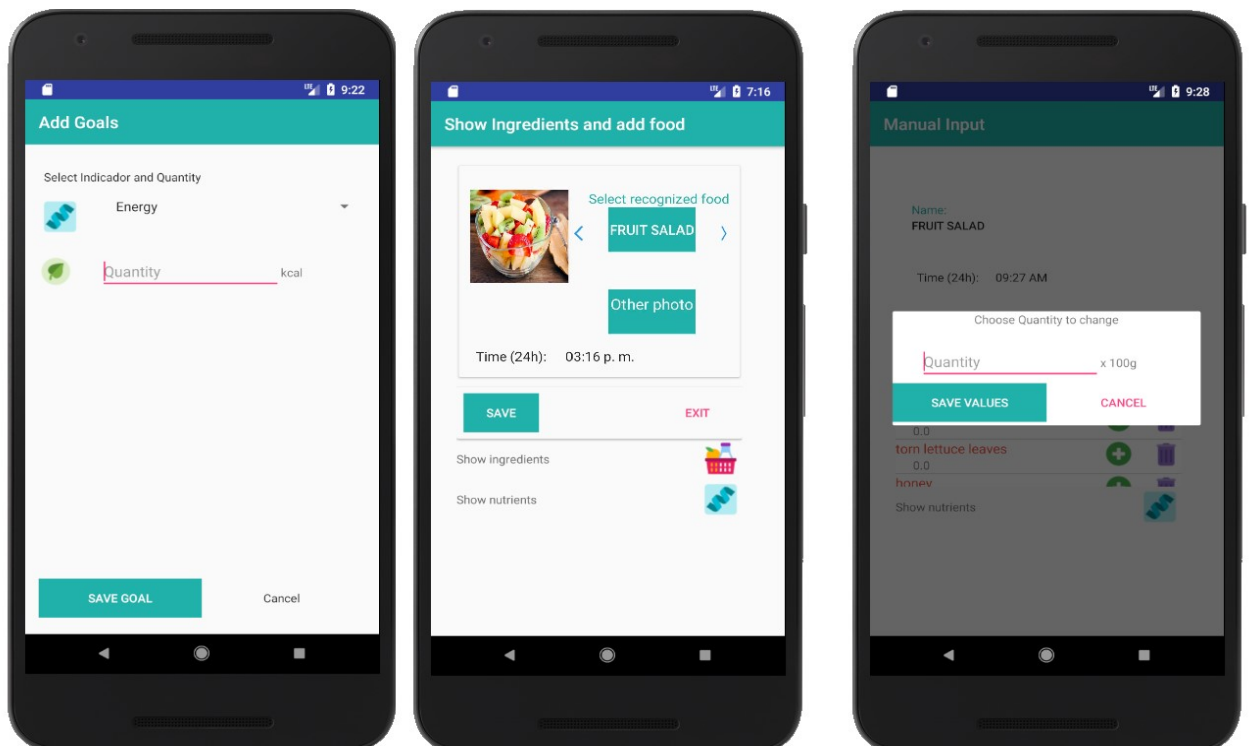 9:22
Add Goals
Select Indicador and Quantity
Energy
Quantity kcal
SAVE GOAL Cancel
7:16
Show Ingredients and add food
Select recognized food
FRUIT SALAD
Other photo
Time (24h): 03:16 p. m.
SAVE EXIT
Show ingredients
Show nutrients
9:28
Manual Input
Name:
FRUIT SALAD
Time (24h): 09:27 AM
Choose Quantity to change
Quantity x 100g
SAVE VALUES CANCEL
0.0
torn lettuce leaves
0.0
honey
Show nutrients